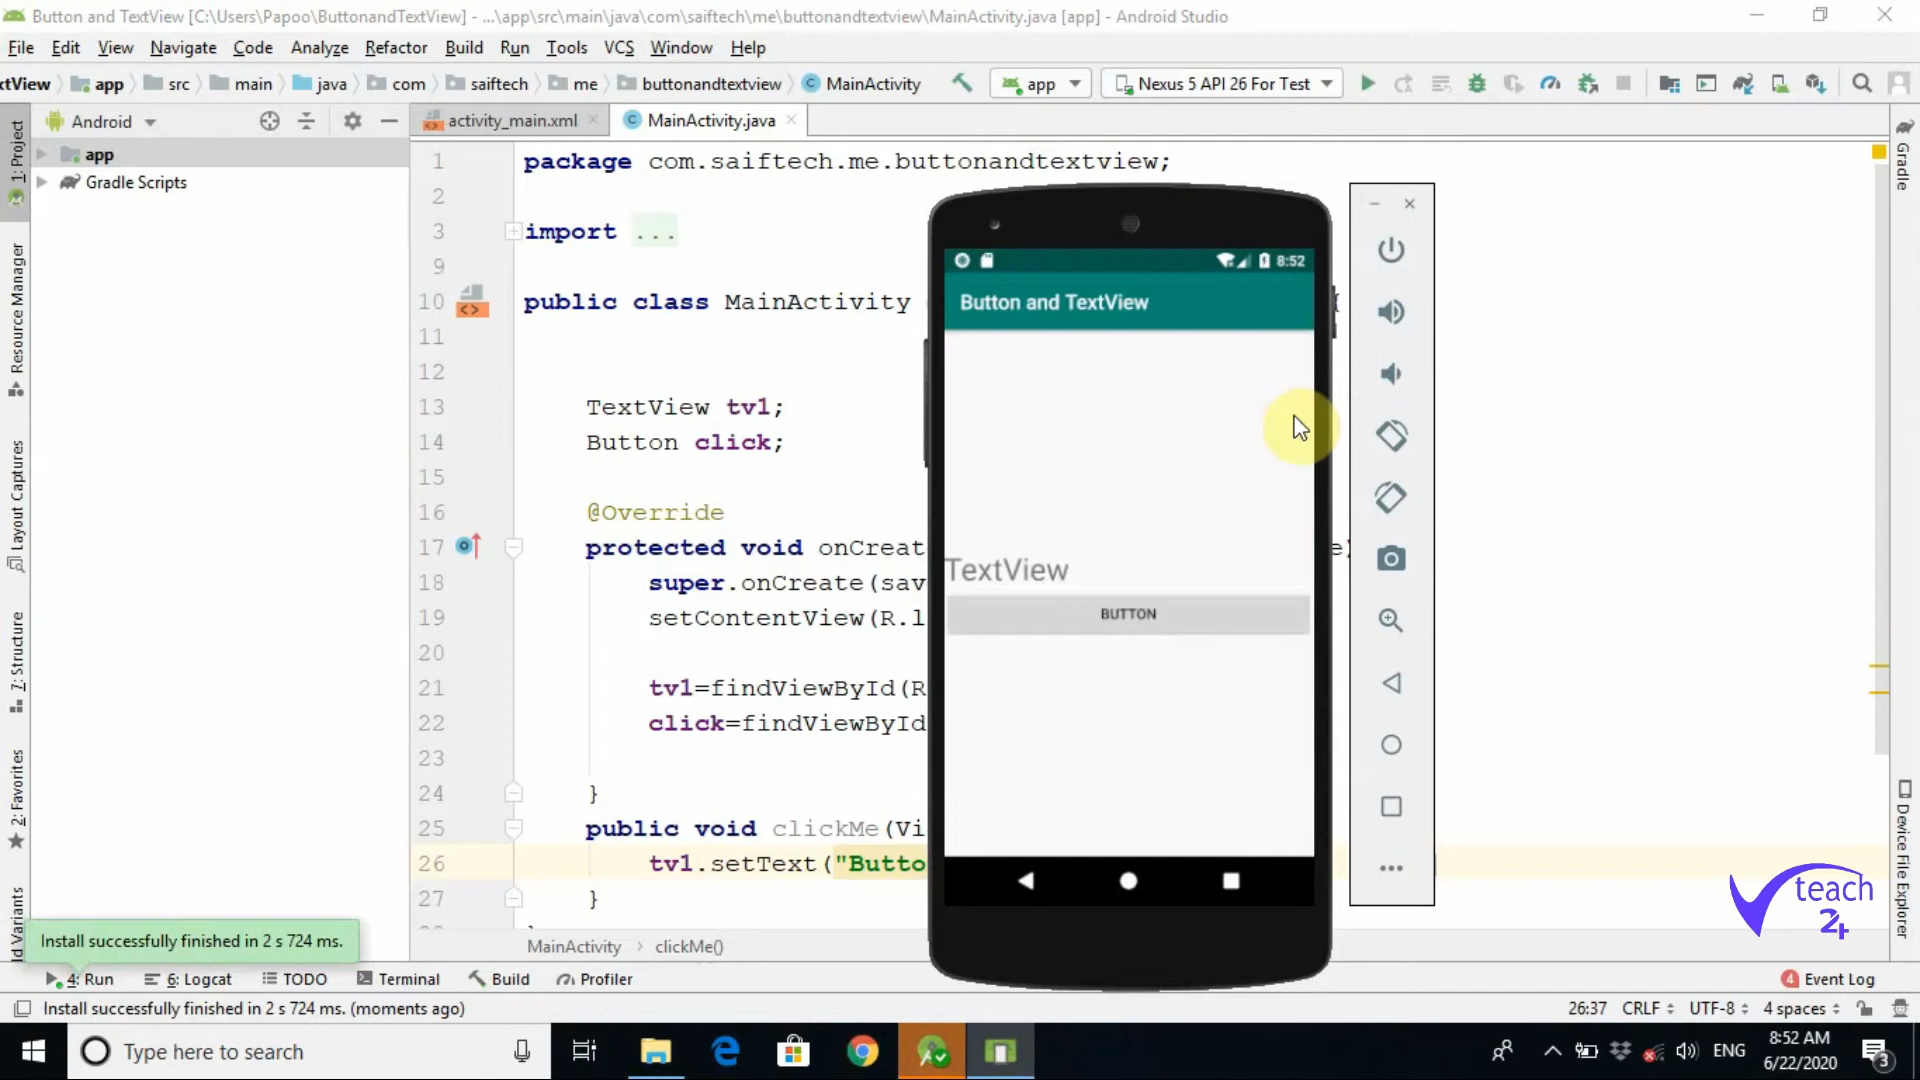 Button and TextView [C:\Users\Papoo\ButtonandTextView] - ...\app\src\main\java\com\saiftech\me\buttonandtextview\MainActivity.java [app] - Android Studio
File Edit View Navigate Code Analyze Refactor Build Run Tools VCS Window Help
tView app src main java com saiftech me buttonandtextview MainActivity app Nexus 5 API 26 For Test
Android
activity_main.xml MainActivity.java
app
Gradle Scripts
1: Project
Resource Manager
Layout Captures
7: Structure
2: Favorites
ld Variants
1 package com.saiftech.me.buttonandtextview;
2
3 import ...
9
10 public class MainActivity {
11
12
13 TextView tv1;
14 Button click;
15
16 @Override
17 protected void onCreat e)
18 super.onCreate(sav
19 setContentView(R.l
20
21 tv1=findViewById(R
22 click=findViewById
23
24 }
25 public void clickMe(Vi
26 tv1.setText("Butto
27 }
MainActivity clickMe()
8:52
Button and TextView
TextView
BUTTON
Gradle
Device File Explorer
teach
24
Install successfully finished in 2 s 724 ms.
4: Run 6: Logcat TODO Terminal Build Profiler 4 Event Log
Install successfully finished in 2 s 724 ms. (moments ago) 26:37 CRLF UTF-8 4 spaces
Type here to search ENG 8:52 AM
6/22/2020 3